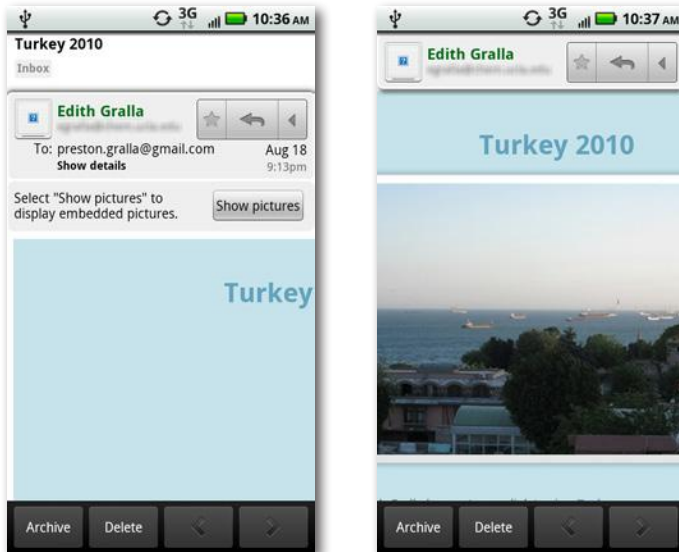 3G 10:36 AM
Turkey 2010
Inbox
Edith Gralla
To: preston.gralla@gmail.com Aug 18
Show details 9:13pm
Select "Show pictures" to
display embedded pictures.
Show pictures
Turkey
Archive Delete
3G 10:37 AM
Edith Gralla
Turkey 2010
Archive Delete